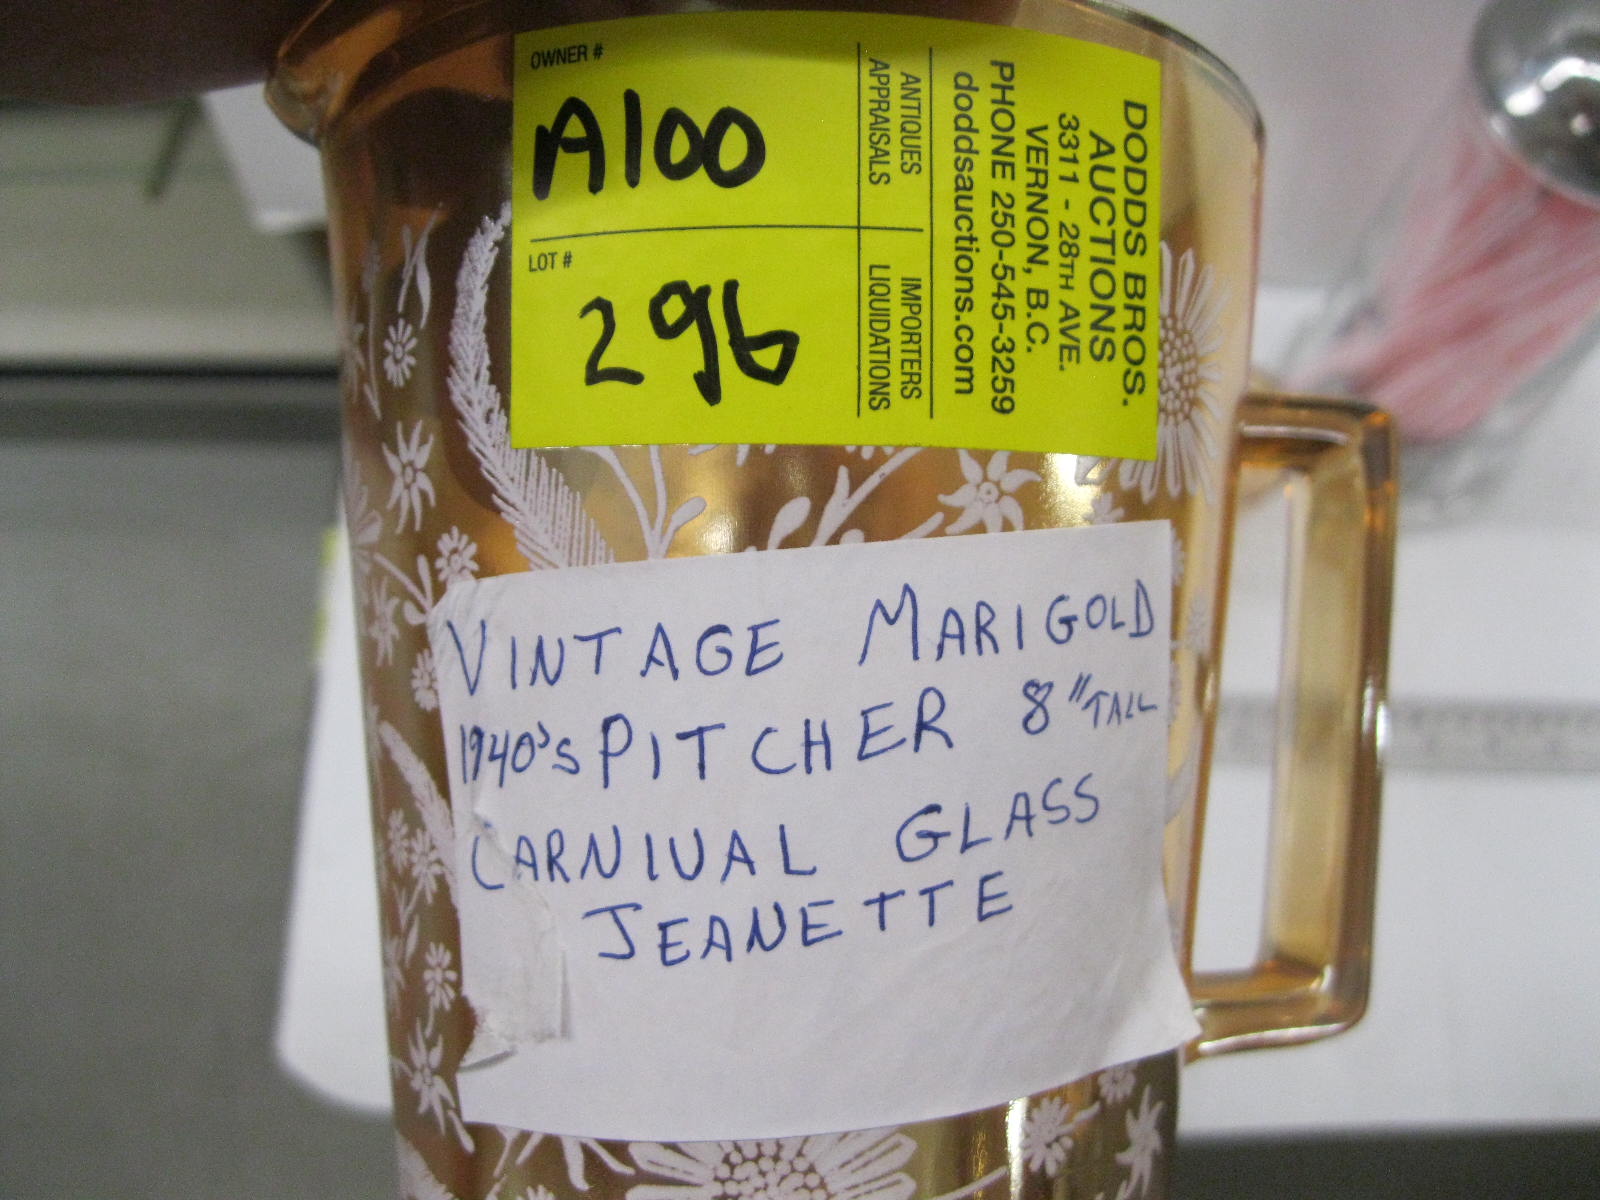 OWNER #
A100
LOT #
296
ANTIQUES
APPRAISALS
IMPORTERS
LIQUIDATIONS
DODDS BROS.
AUCTIONS
3311 - 28TH AVE.
VERNON, B.C.
PHONE 250-545-3259
doddsauctions.com
VINTAGE MARIGOLD
1940's PITCHER 8" TALL
CARNIVAL GLASS
JEANETTE